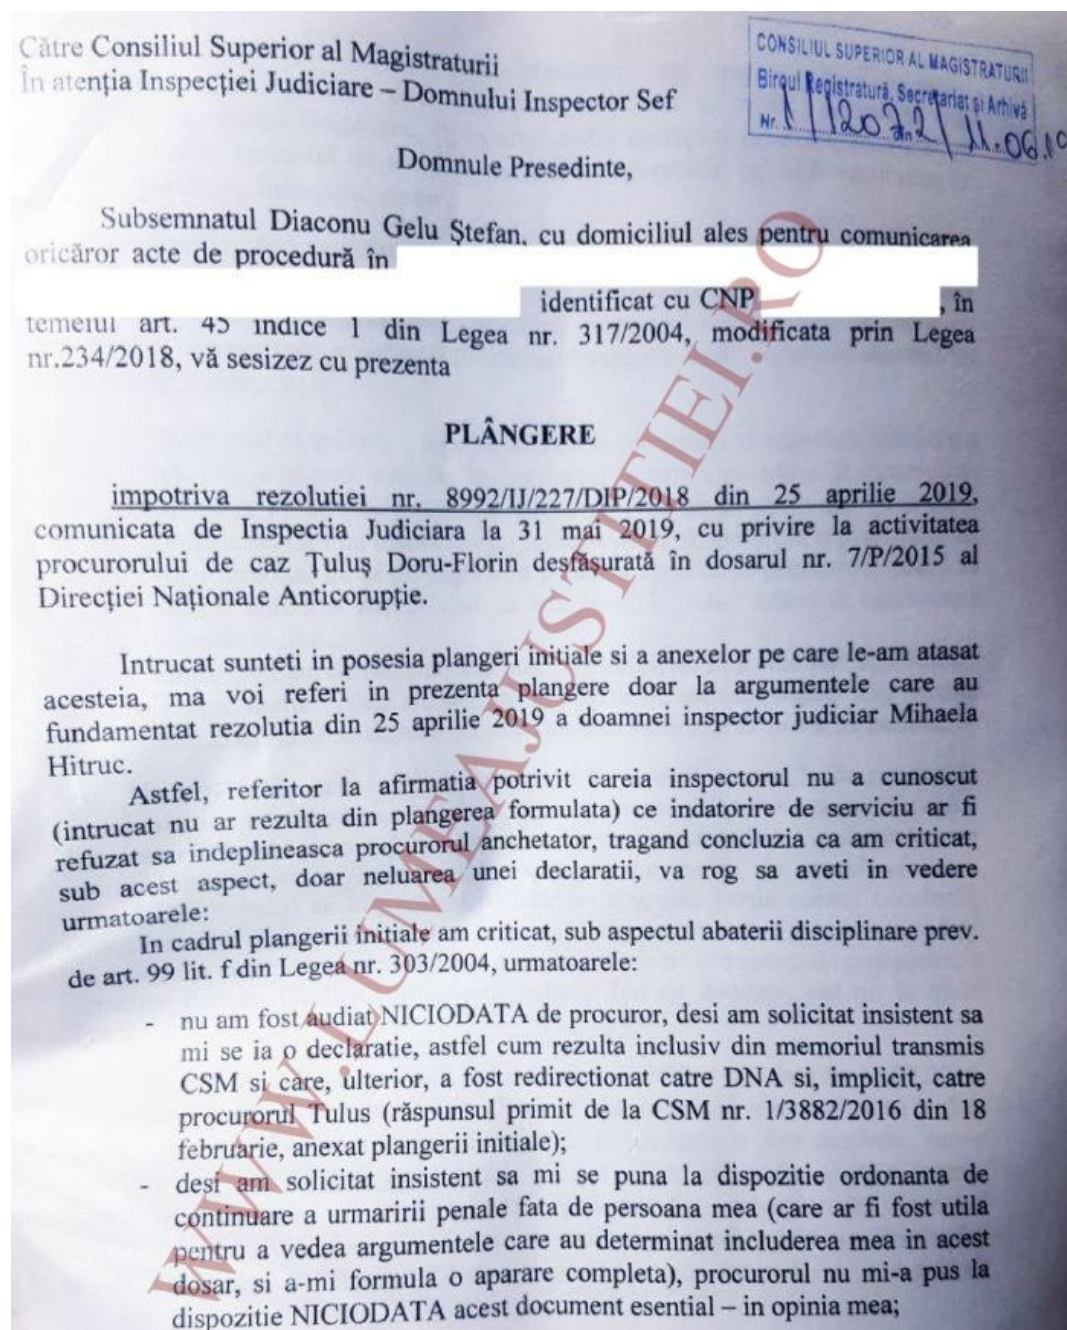 Către Consiliul Superior al Magistraturii
În atenția Inspecției Judiciare – Domnului Inspector Sef
CONSILIUL SUPERIOR AL MAGISTRATURII
Biroul Registratură, Secretariat și Arhivă
Nr. 1/12072/ din 11.06.19
Domnule Presedinte,
Subsemnatul Diaconu Gelu Ștefan, cu domiciliul ales pentru comunicarea
oricăror acte de procedură în
identificat cu CNP , în
temeiul art. 45 indice 1 din Legea nr. 317/2004, modificata prin Legea
nr.234/2018, vă sesizez cu prezenta
PLÂNGERE
impotriva rezolutiei nr. 8992/IJ/227/DIP/2018 din 25 aprilie 2019,
comunicata de Inspectia Judiciara la 31 mai 2019, cu privire la activitatea
procurorului de caz Țuluș Doru-Florin desfășurată în dosarul nr. 7/P/2015 al
Direcției Naționale Anticorupție.
Intrucat sunteti in posesia plangeri initiale si a anexelor pe care le-am atasat
acesteia, ma voi referi in prezenta plangere doar la argumentele care au
fundamentat rezolutia din 25 aprilie 2019 a doamnei inspector judiciar Mihaela
Hitruc.
Astfel, referitor la afirmatia potrivit careia inspectorul nu a cunoscut
(intrucat nu ar rezulta din plangerea formulata) ce indatorire de serviciu ar fi
refuzat sa indeplineasca procurorul anchetator, tragand concluzia ca am criticat,
sub acest aspect, doar neluarea unei declaratii, va rog sa aveti in vedere
urmatoarele:
In cadrul plangerii initiale am criticat, sub aspectul abaterii disciplinare prev.
de art. 99 lit. f din Legea nr. 303/2004, urmatoarele:
- nu am fost audiat NICIODATA de procuror, desi am solicitat insistent sa
mi se ia o declaratie, astfel cum rezulta inclusiv din memoriul transmis
CSM si care, ulterior, a fost redirectionat catre DNA si, implicit, catre
procurorul Tulus (răspunsul primit de la CSM nr. 1/3882/2016 din 18
februarie, anexat plangerii initiale);
- desi am solicitat insistent sa mi se puna la dispozitie ordonanta de
continuare a urmaririi penale fata de persoana mea (care ar fi fost utila
pentru a vedea argumentele care au determinat includerea mea in acest
dosar, si a-mi formula o aparare completa), procurorul nu mi-a pus la
dispozitie NICIODATA acest document esential – in opinia mea;
WWW.LUMEAJUSTITIEI.RO